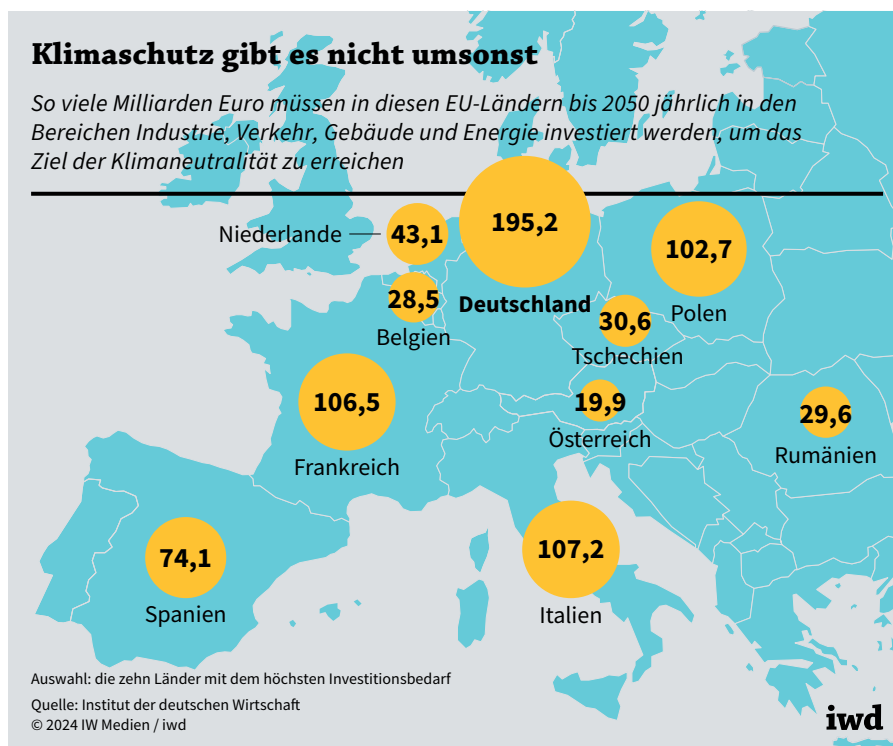 Klimaschutz gibt es nicht umsonst
So viele Milliarden Euro müssen in diesen EU-Ländern bis 2050 jährlich in den
Bereichen Industrie, Verkehr, Gebäude und Energie investiert werden, um das
Ziel der Klimaneutralität zu erreichen
Niederlande
43,1
195,2
Deutschland
102,7
Polen
28,5
Belgien
30,6
Tschechien
106,5
Frankreich
19,9
Österreich
29,6
Rumänien
74,1
Spanien
107,2
Italien
Auswahl: die zehn Länder mit dem höchsten Investitionsbedarf
Quelle: Institut der deutschen Wirtschaft
© 2024 IW Medien / iwd
iwd